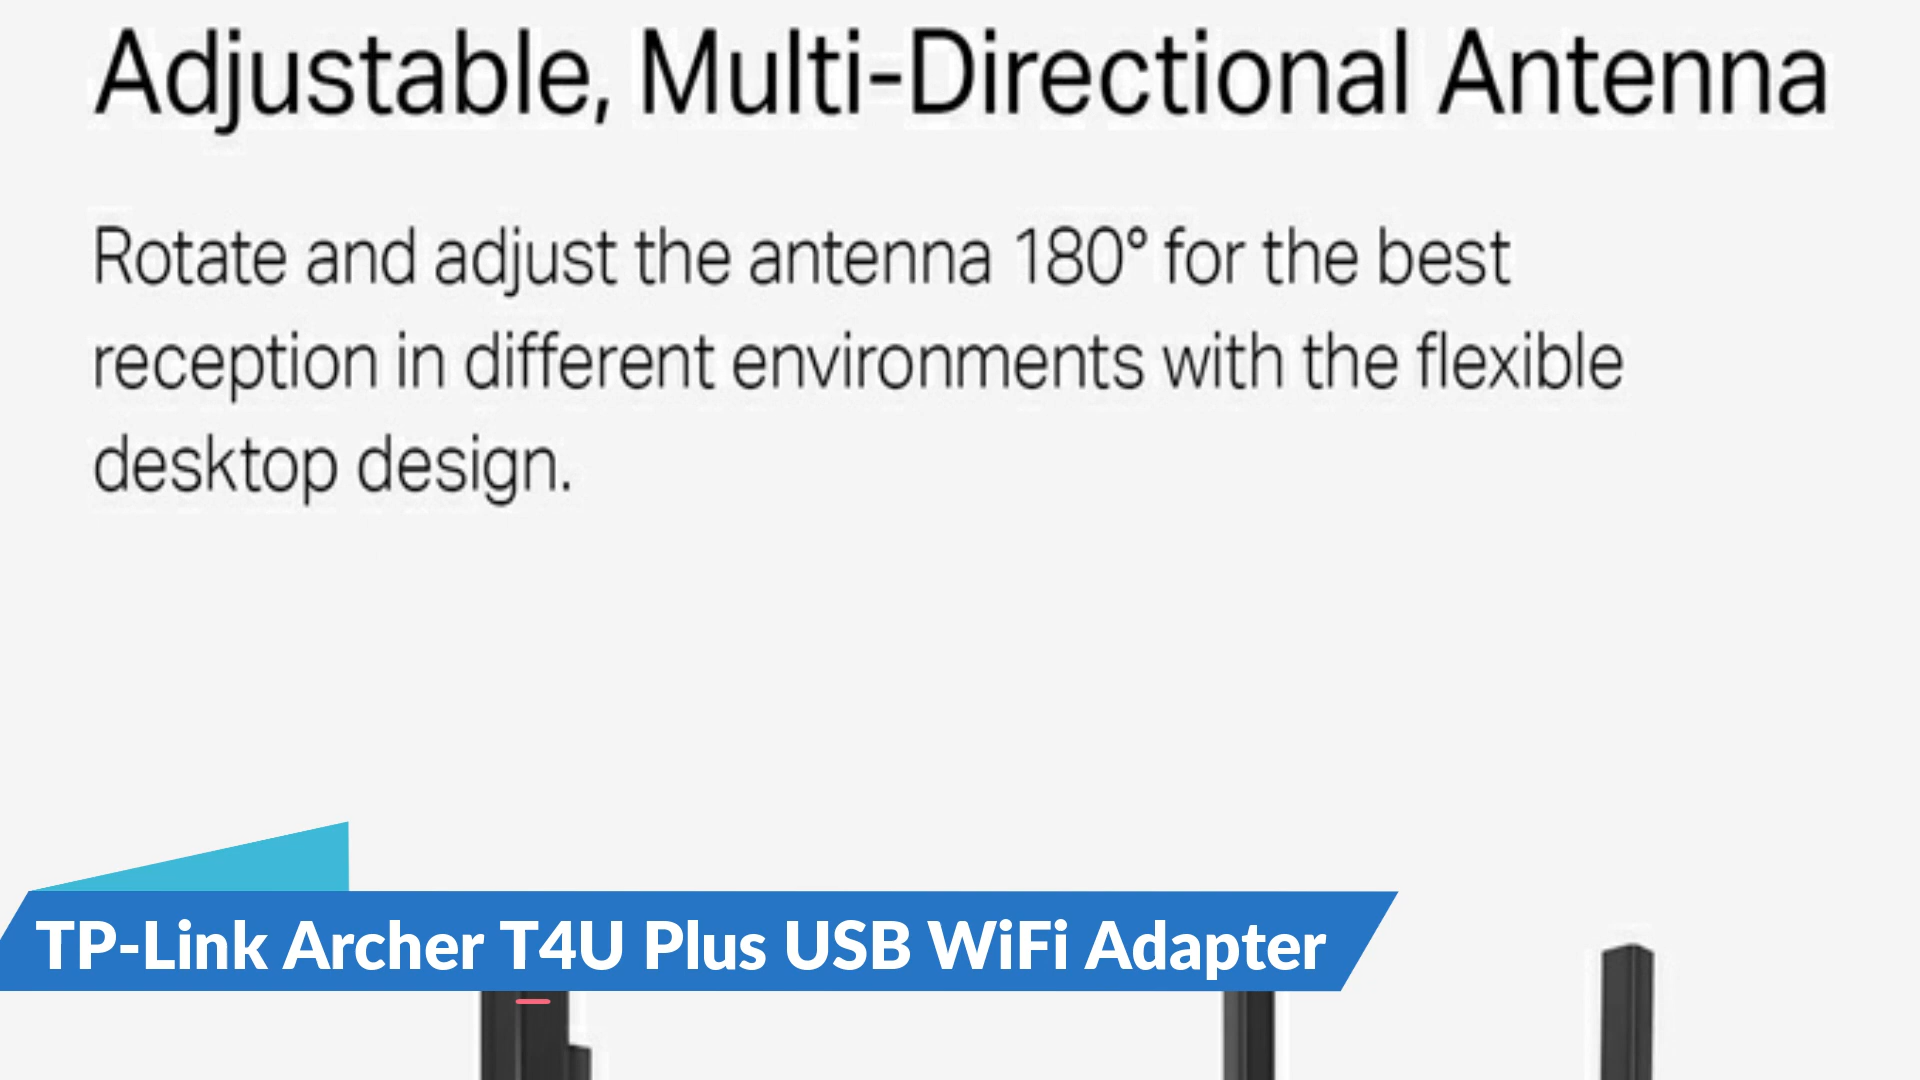 Adjustable, Multi-Directional Antenna
Rotate and adjust the antenna 180° for the best
reception in different environments with the flexible
desktop design.
TP-Link Archer T4U Plus USB WiFi Adapter